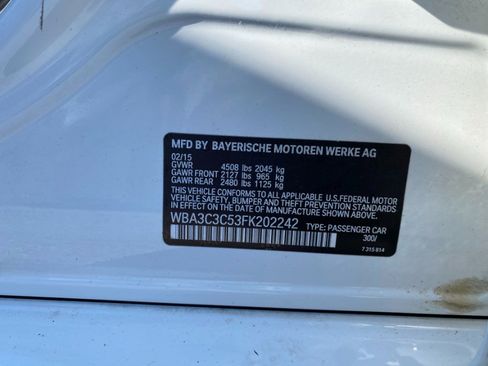 MFD BY BAYERISCHE MOTOREN WERKE AG
02/15
GVWR 4508 lbs 2045 kg
GAWR FRONT 2127 lbs 965 kg
GAWR REAR 2480 lbs 1125 kg
THIS VEHICLE CONFORMS TO ALL APPLICABLE U.S.FEDERAL MOTOR
VEHICLE SAFETY, BUMPER AND THEFT PREVENTION STANDARDS IN
EFFECT ON THE DATE OF MANUFACTURE SHOWN ABOVE.
WBA3C3C53FK202242 TYPE: PASSENGER CAR
300/
7 315 814